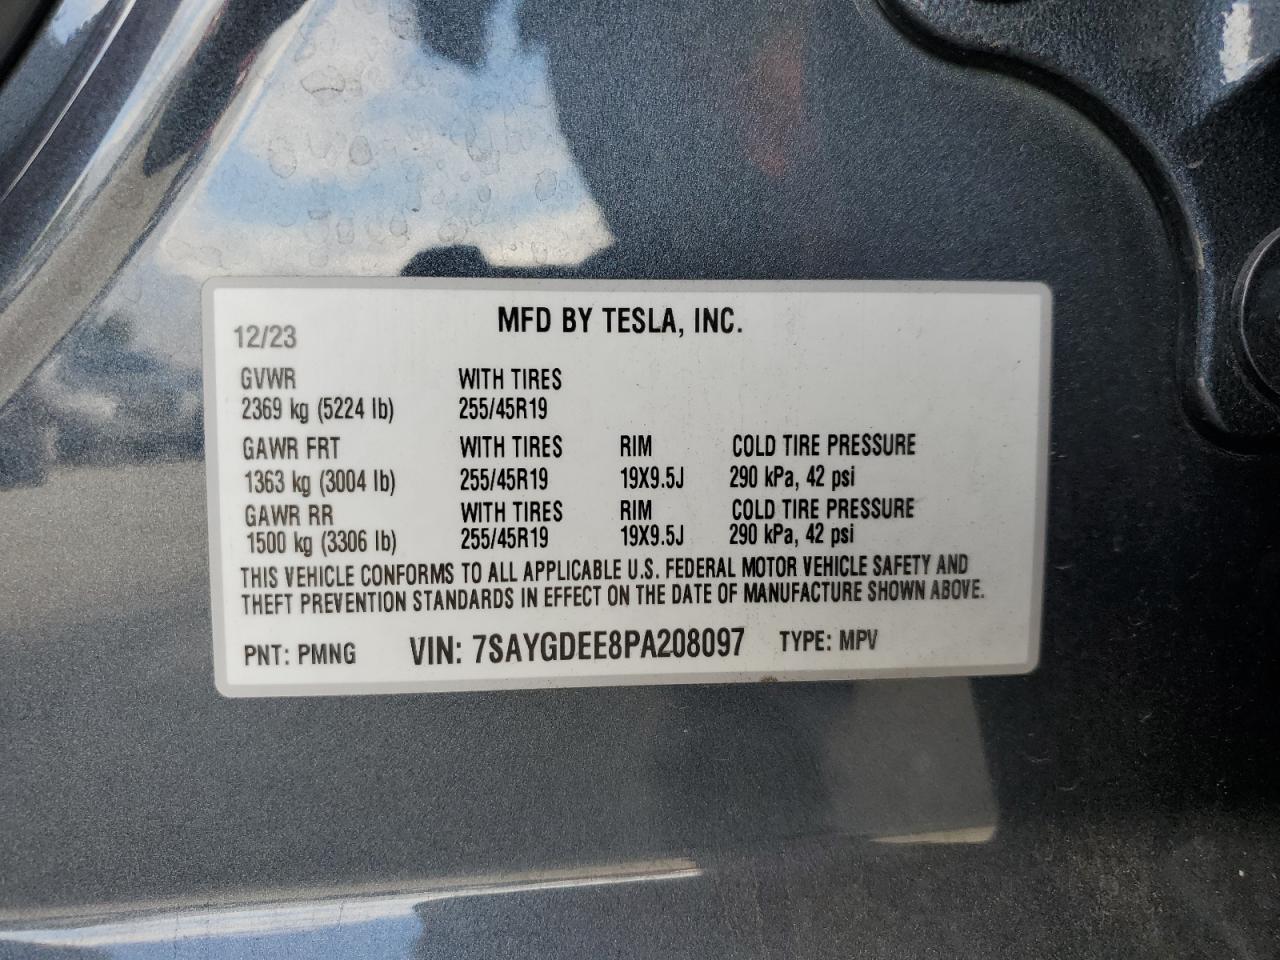 MFD BY TESLA, INC.
12/23
GVWR WITH TIRES
2369 kg (5224 lb) 255/45R19
GAWR FRT WITH TIRES RIM COLD TIRE PRESSURE
1363 kg (3004 lb) 255/45R19 19X9.5J 290 kPa, 42 psi
GAWR RR WITH TIRES RIM COLD TIRE PRESSURE
1500 kg (3306 lb) 255/45R19 19X9.5J 290 kPa, 42 psi
THIS VEHICLE CONFORMS TO ALL APPLICABLE U.S. FEDERAL MOTOR VEHICLE SAFETY AND
THEFT PREVENTION STANDARDS IN EFFECT ON THE DATE OF MANUFACTURE SHOWN ABOVE.
PNT: PMNG VIN: 7SAYGDEE8PA208097 TYPE: MPV